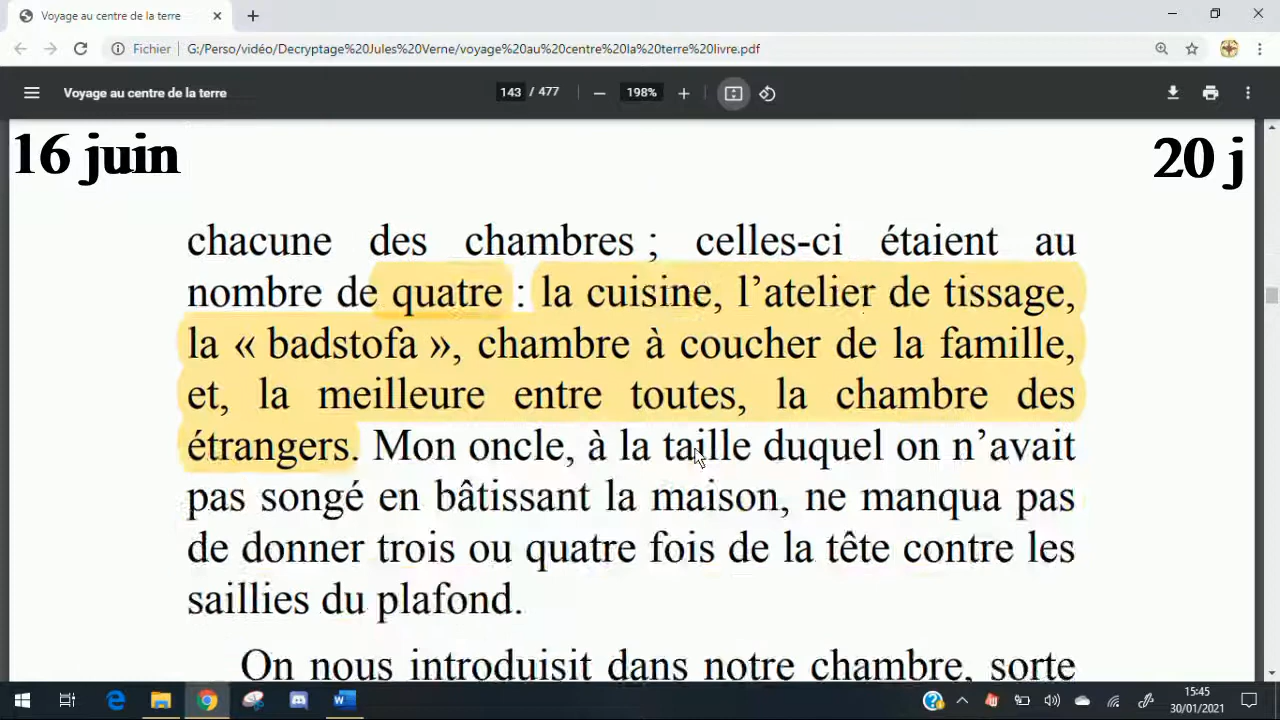 Voyage au centre de la terre
Fichier
G:/Perso/vidéo/Decryptage%20Jules%20Verne/voyage%20au%20centre%20la%20terre%20livre.pdf
Voyage au centre de la terre
143 / 477
198%
16 juin
20 j
chacune des chambres ; celles-ci étaient au
nombre de quatre : la cuisine, l’atelier de tissage,
la « badstofa », chambre à coucher de la famille,
et, la meilleure entre toutes, la chambre des
étrangers. Mon oncle, à la taille duquel on n’avait
pas songé en bâtissant la maison, ne manqua pas
de donner trois ou quatre fois de la tête contre les
saillies du plafond.
On nous introduisit dans notre chambre, sorte
15:45
30/01/2021